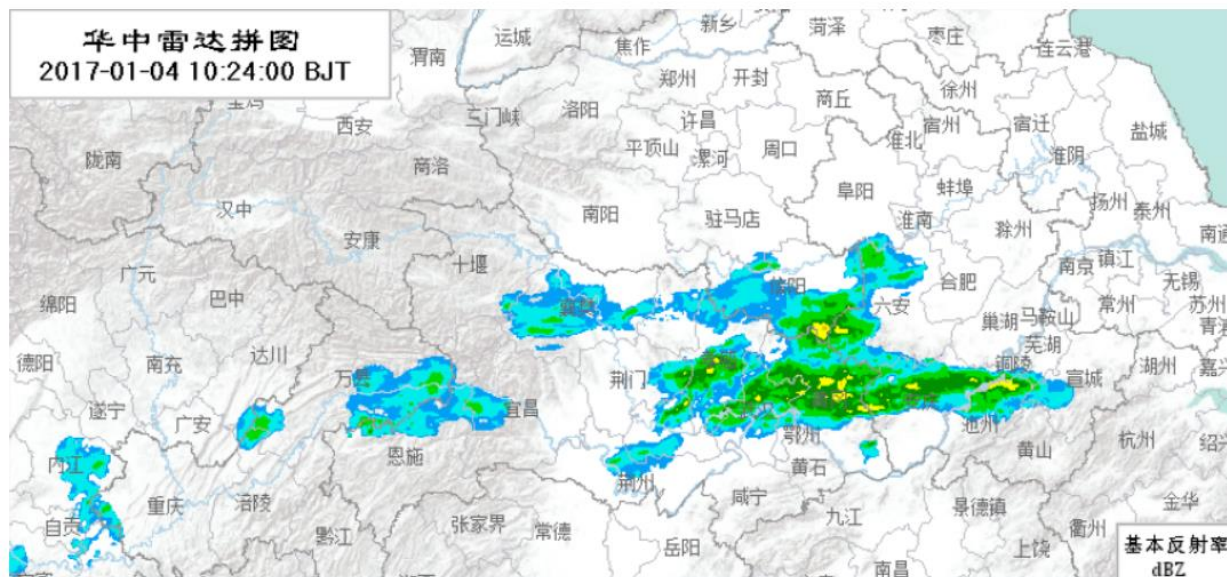 华中雷达拼图
2017-01-04 10:24:00 BJT
渭南
运城
焦作
新乡
菏泽
枣庄
连云港
西安
三门峡
洛阳
郑州
开封
商丘
徐州
陇南
商洛
平顶山
许昌
漯河
周口
淮北
宿州
宿迁
淮阴
盐城
汉中
安康
南阳
驻马店
阜阳
蚌埠
淮南
滁州
扬州
泰州
南通
广元
巴中
十堰
信阳
六安
合肥
南京
镇江
无锡
绵阳
襄樊
巢湖
马鞍山
常州
苏州
德阳
南充
达川
万县
荆门
芜湖
铜陵
宣城
湖州
嘉兴
遂宁
广安
宜昌
恩施
鄂州
池州
黄山
杭州
内江
重庆
涪陵
荆州
黄石
咸宁
自贡
黔江
张家界
常德
岳阳
九江
景德镇
金华
衢州
上饶
南昌
基本反射率
dBZ